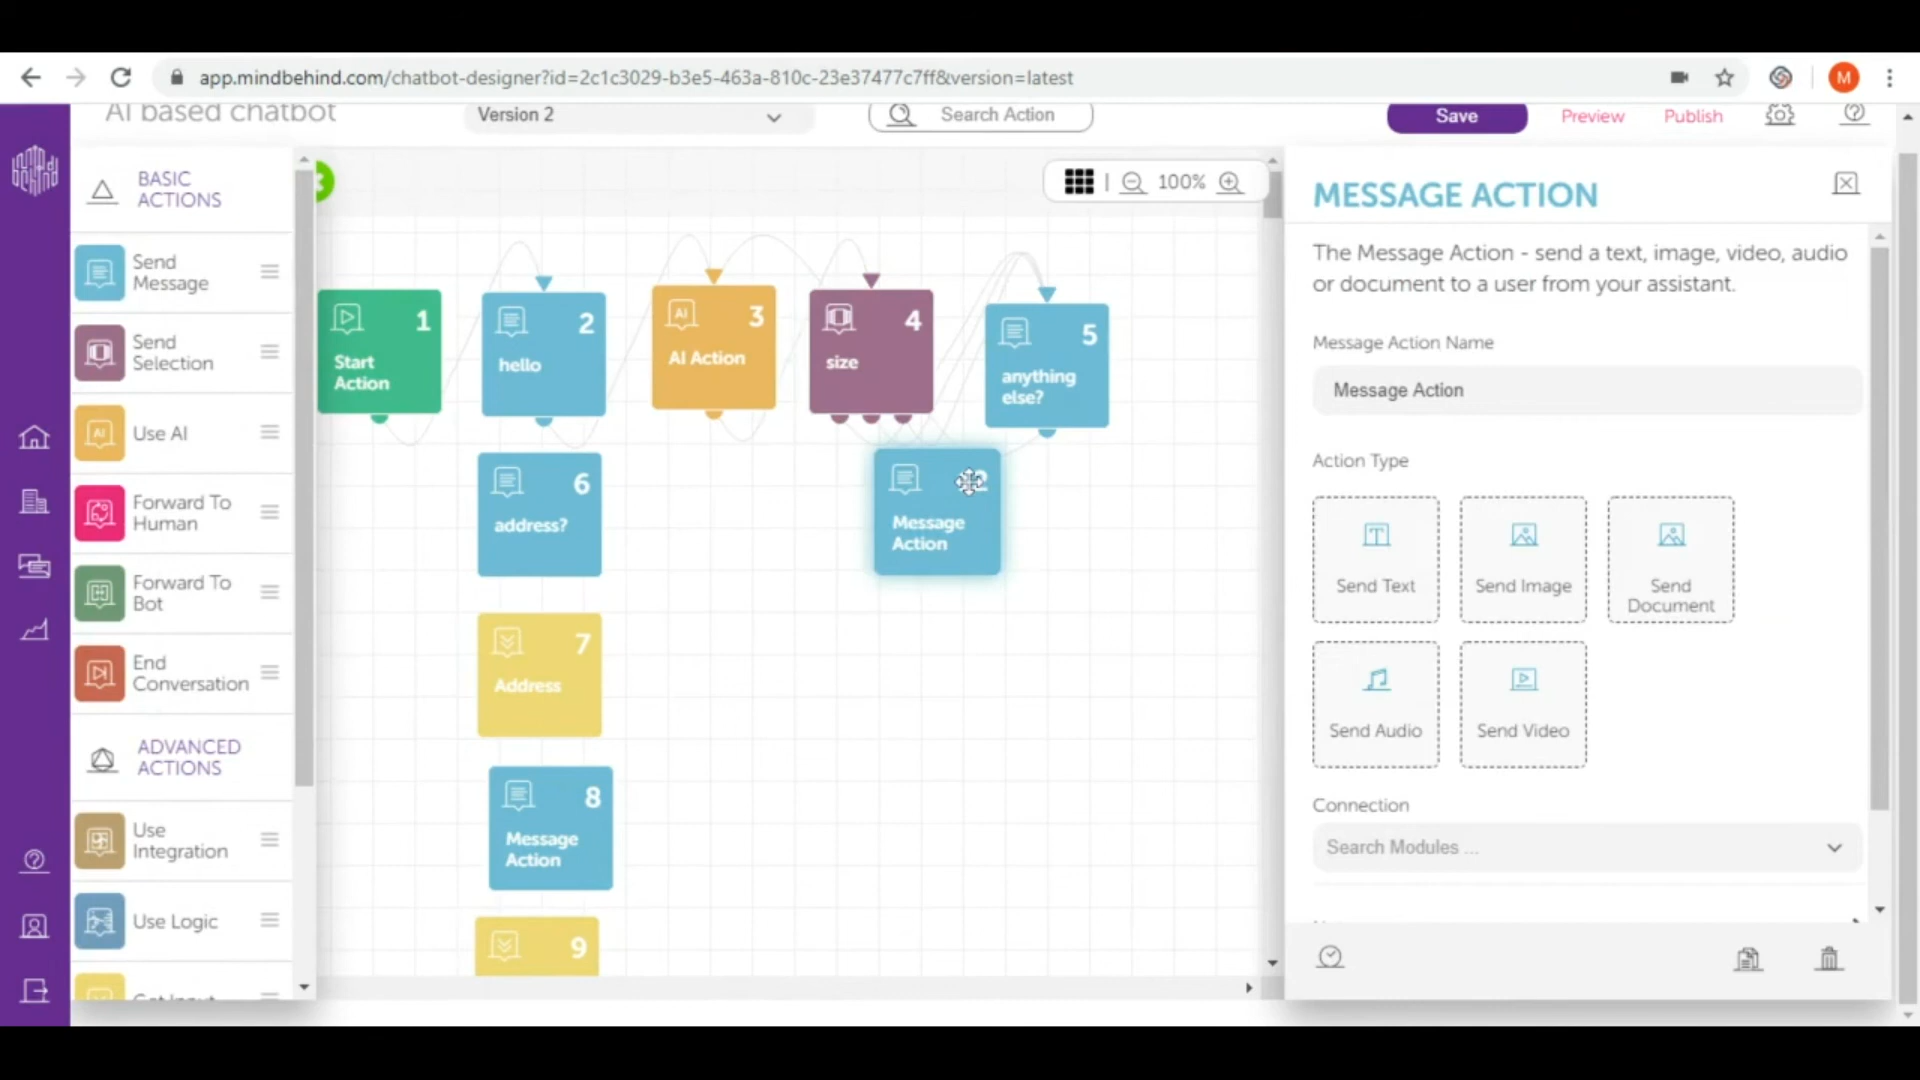 app.mindbehind.com/chatbot-designer?id=2c1c3029-b3e5-463a-810c-23e37477c7ff&version=latest
M
AI based chatbot
Version 2
Search Action
Save
Preview
Publish
mind
behind
BASIC
ACTIONS
Send
Message
Send
Selection
AI
Use AI
Forward To
Human
Forward To
Bot
End
Conversation
ADVANCED
ACTIONS
Use
Integration
Use Logic
100%
1
Start
Action
2
hello
AI
3
AI Action
4
size
5
anything
else?
6
address?
Message
Action
7
Address
8
Message
Action
9
MESSAGE ACTION
The Message Action - send a text, image, video, audio
or document to a user from your assistant.
Message Action Name
Message Action
Action Type
Send Text
Send Image
Send
Document
Send Audio
Send Video
Connection
Search Modules ...